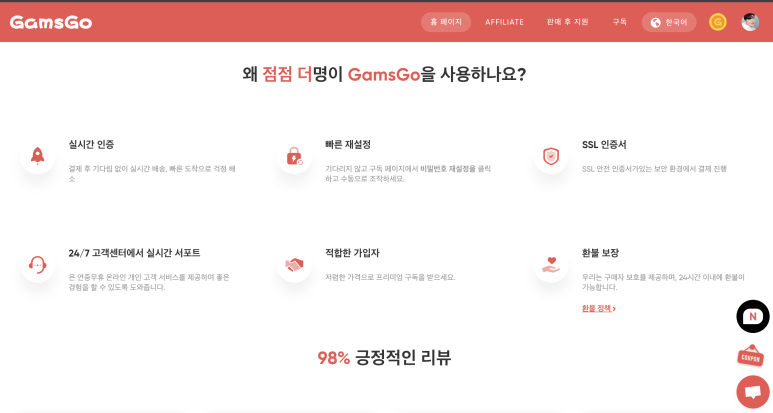 GamsGo
홈 페이지
AFFILIATE
판매 후 지원
구독
한국어
왜 점점 더명이 GamsGo을 사용하나요?
실시간 인증
결제 후 기다림 없이 실시간 배송, 빠른 도착으로 걱정 해
소
빠른 재설정
기다리지 않고 구독 페이지에서 비밀번호 재설정을 클릭
하고 수동으로 조작하세요.
SSL 인증서
SSL 안전 인증서가있는 보안 환경에서 결제 진행
24/7 고객센터에서 실시간 서포트
은 연중무휴 온라인 개인 고객 서비스를 제공하여 좋은
경험을 할 수 있도록 도와줍니다.
적합한 가입자
저렴한 가격으로 프리미엄 구독을 받으세요.
환불 보장
우리는 구매자 보호를 제공하며, 24시간 이내에 환불이
가능합니다.
환불 정책
N
COUPON
98% 긍정적인 리뷰